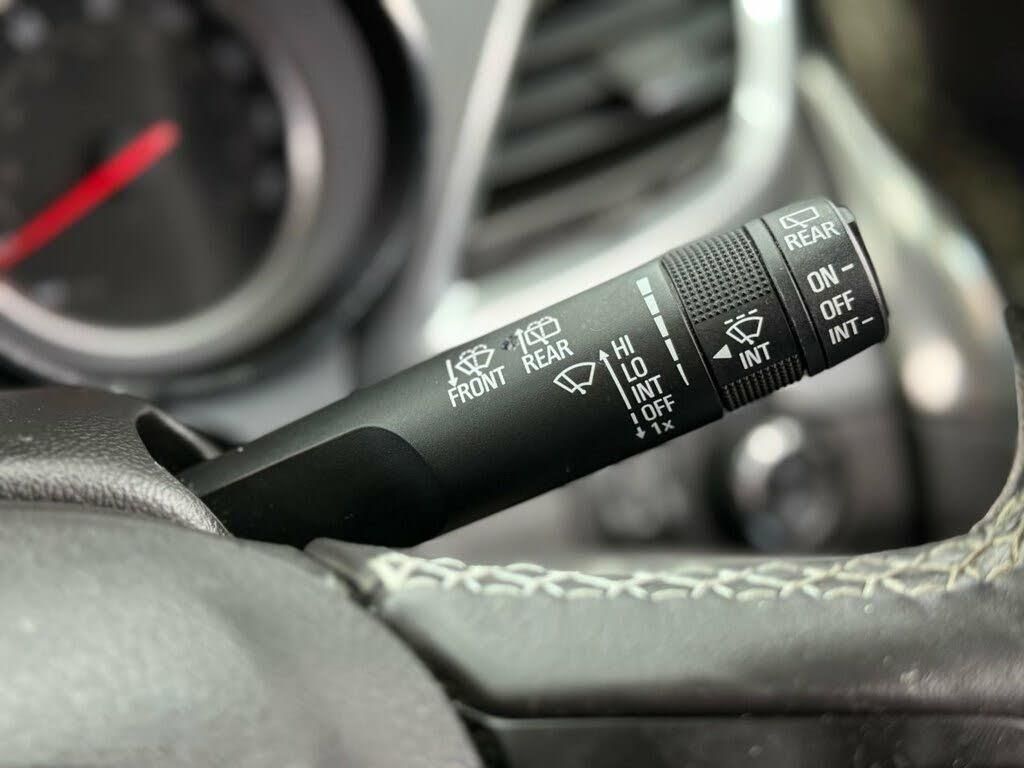 FRONT
REAR
HI
LO
INT
OFF
1x
INT
REAR
ON
OFF
INT